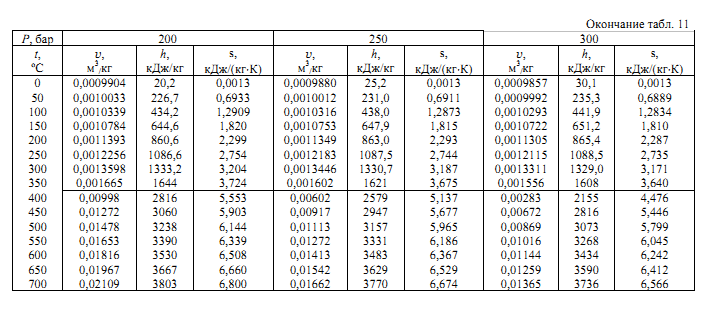 Окончание табл. 11
P, бар 200 250 300
t, υ, h, s, υ, h, s, υ, h, s,
°C м³/кг кДж/кг кДж/(кг·К) м³/кг кДж/кг кДж/(кг·К) м³/кг кДж/кг кДж/(кг·К)
0 0,0009904 20,2 0,0013 0,0009880 25,2 0,0013 0,0009857 30,1 0,0013
50 0,0010033 226,7 0,6933 0,0010012 231,0 0,6911 0,0009992 235,3 0,6889
100 0,0010339 434,2 1,2909 0,0010316 438,0 1,2873 0,0010293 441,9 1,2834
150 0,0010784 644,6 1,820 0,0010753 647,9 1,815 0,0010722 651,2 1,810
200 0,0011393 860,6 2,299 0,0011349 863,0 2,293 0,0011305 865,4 2,287
250 0,0012256 1086,6 2,754 0,0012183 1087,5 2,744 0,0012115 1088,5 2,735
300 0,0013598 1333,2 3,204 0,0013446 1330,7 3,187 0,0013311 1329,0 3,171
350 0,001665 1644 3,724 0,001602 1621 3,675 0,001556 1608 3,640
400 0,00998 2816 5,553 0,00602 2579 5,137 0,00283 2155 4,476
450 0,01272 3060 5,903 0,00917 2947 5,677 0,00672 2816 5,446
500 0,01478 3238 6,144 0,01113 3157 5,965 0,00869 3073 5,799
550 0,01653 3390 6,339 0,01272 3331 6,186 0,01016 3268 6,045
600 0,01816 3530 6,508 0,01413 3483 6,367 0,01144 3434 6,242
650 0,01967 3667 6,660 0,01542 3629 6,529 0,01259 3590 6,412
700 0,02109 3803 6,800 0,01662 3770 6,674 0,01365 3736 6,566